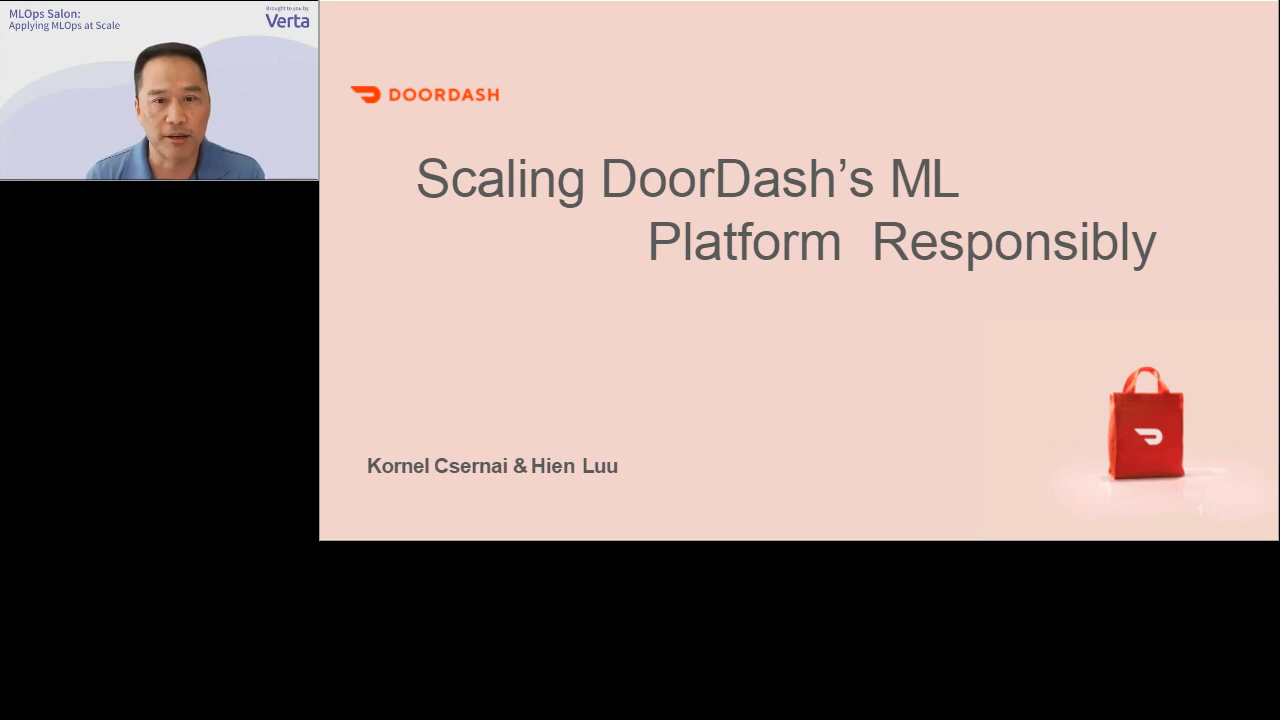 MLOps Salon:
Applying MLOps at Scale
Brought to you by
Verta
DOORDASH
Scaling DoorDash’s ML
Platform Responsibly
Kornel Csernai & Hien Luu
1